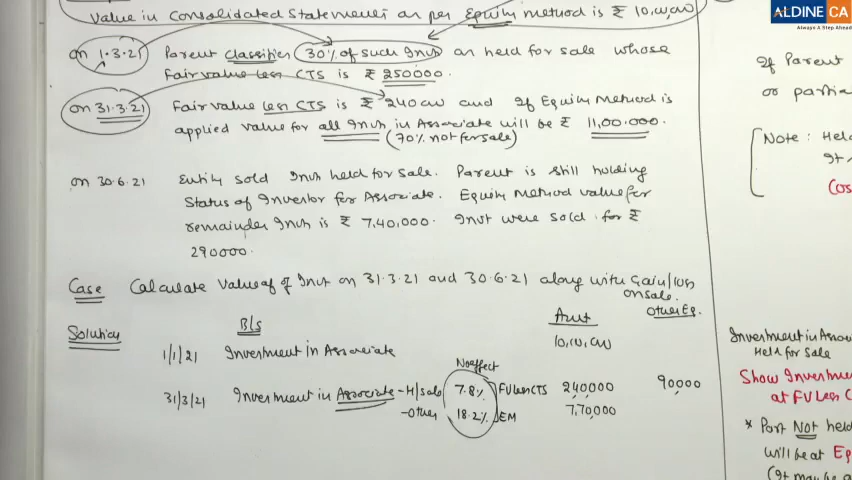 ALDINE CA
Always A Step Ahead
Value in Consolidated Statements as per Equity method is ₹ 10,00,000
on 1.3.21 Parent classifies 30% of such Invts as held for sale whose
Fair value less CTS is ₹ 250000.
on 31.3.21 Fair value less CTS is ₹ 240000 and if Equity Method is
applied value for all Invts in Associate will be ₹ 11,00,000.
(70% not for sale)
on 30.6.21 Entity sold Invts held for sale. Parent is still holding
Status of Investor for Associate. Equity Method value for
remainder Invts is ₹ 7,40,000. Invt were sold for ₹
290000.
Case Calculate Value of Invt on 31.3.21 and 30.6.21 along with Gain/loss
on sale.
Solution B/S Amt other Eq.
1/1/21 Investment in Associate 10,00,000
No effect
31/3/21 Investment in Associate - H/sale 7.8% FV Less CTS 240000 90000
- Other 18.2% EM 7,70,000
If Parent
or partia
Note: Held
It
Cos
Investment in Asso
Held for sale
Show Investme
at FV Less C
* Part Not held
will be at Eq
(It may be a